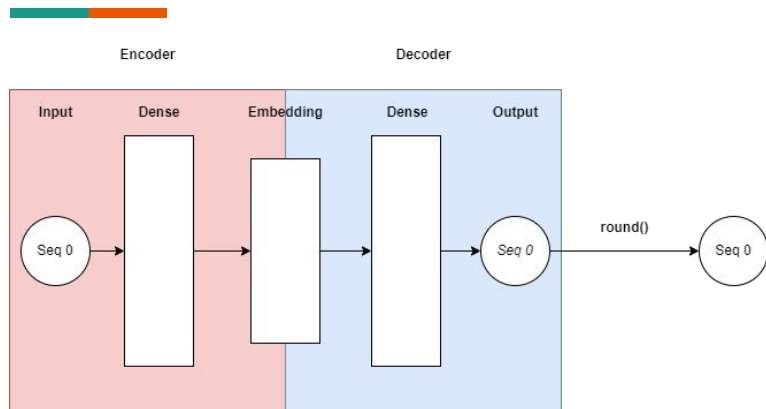 Encoder
Decoder
Input
Dense
Embedding
Dense
Output
Seq 0
Seq 0
round()
Seq 0